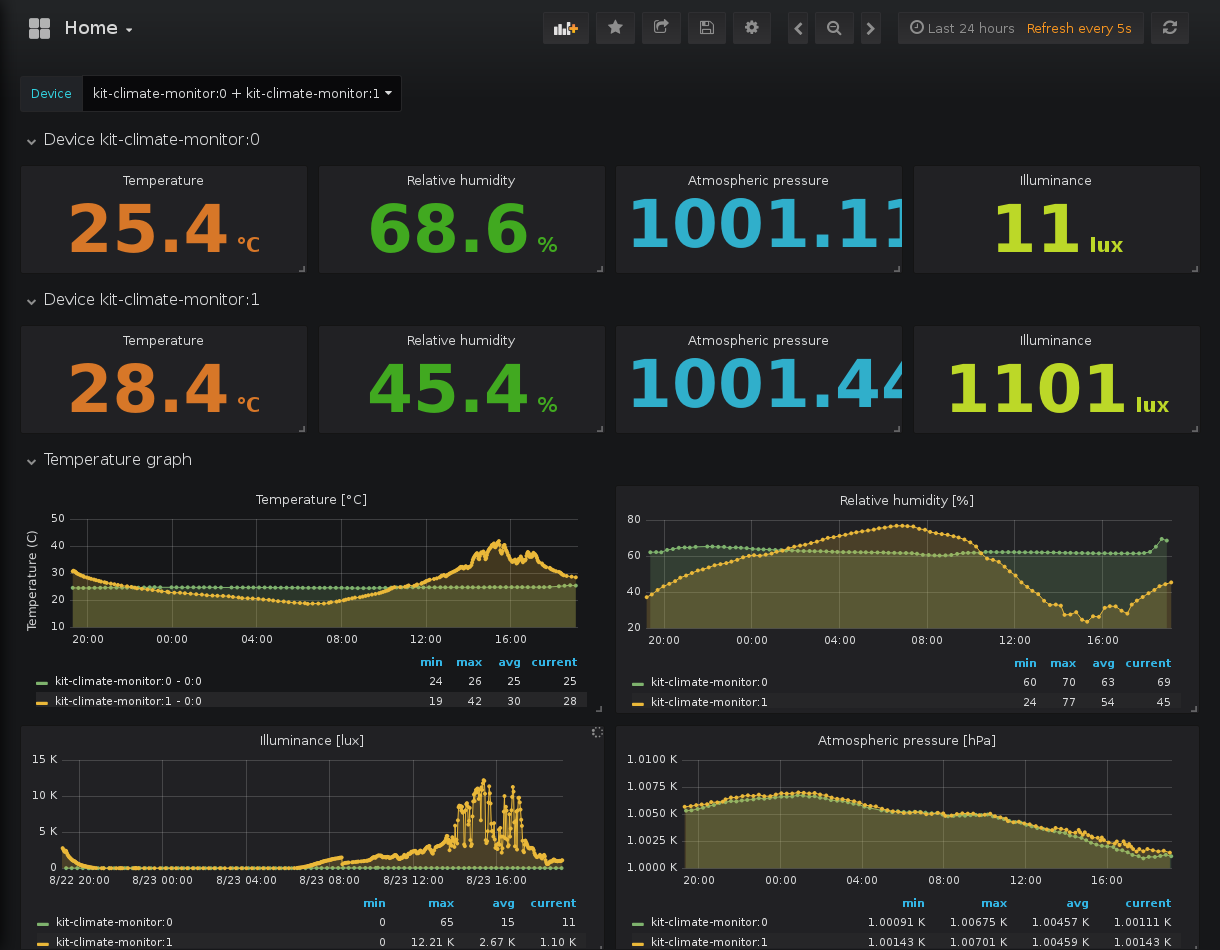 Home
Last 24 hours Refresh every 5s
Device kit-climate-monitor:0 + kit-climate-monitor:1
Device kit-climate-monitor:0
Temperature Relative humidity Atmospheric pressure Illuminance
25.4 °C 68.6 % 1001.11 11 lux
Device kit-climate-monitor:1
Temperature Relative humidity Atmospheric pressure Illuminance
28.4 °C 45.4 % 1001.44 1101 lux
Temperature graph
Temperature [°C]
Temperature (C)
50
40
30
20
10
20:00 00:00 04:00 08:00 12:00 16:00
min max avg current
kit-climate-monitor:0 - 0:0 24 26 25 25
kit-climate-monitor:1 - 0:0 19 42 30 28
Relative humidity [%]
80
60
40
20
20:00 00:00 04:00 08:00 12:00 16:00
min max avg current
kit-climate-monitor:0 60 70 63 69
kit-climate-monitor:1 24 77 54 45
Illuminance [lux]
15 K
10 K
5 K
0
8/22 20:00 8/23 00:00 8/23 04:00 8/23 08:00 8/23 12:00 8/23 16:00
min max avg current
kit-climate-monitor:0 0 65 15 11
kit-climate-monitor:1 0 12.21 K 2.67 K 1.10 K
Atmospheric pressure [hPa]
1.0100 K
1.0075 K
1.0050 K
1.0025 K
1.0000 K
20:00 00:00 04:00 08:00 12:00 16:00
min max avg current
kit-climate-monitor:0 1.00091 K 1.00675 K 1.00457 K 1.00111 K
kit-climate-monitor:1 1.00143 K 1.00701 K 1.00459 K 1.00143 K